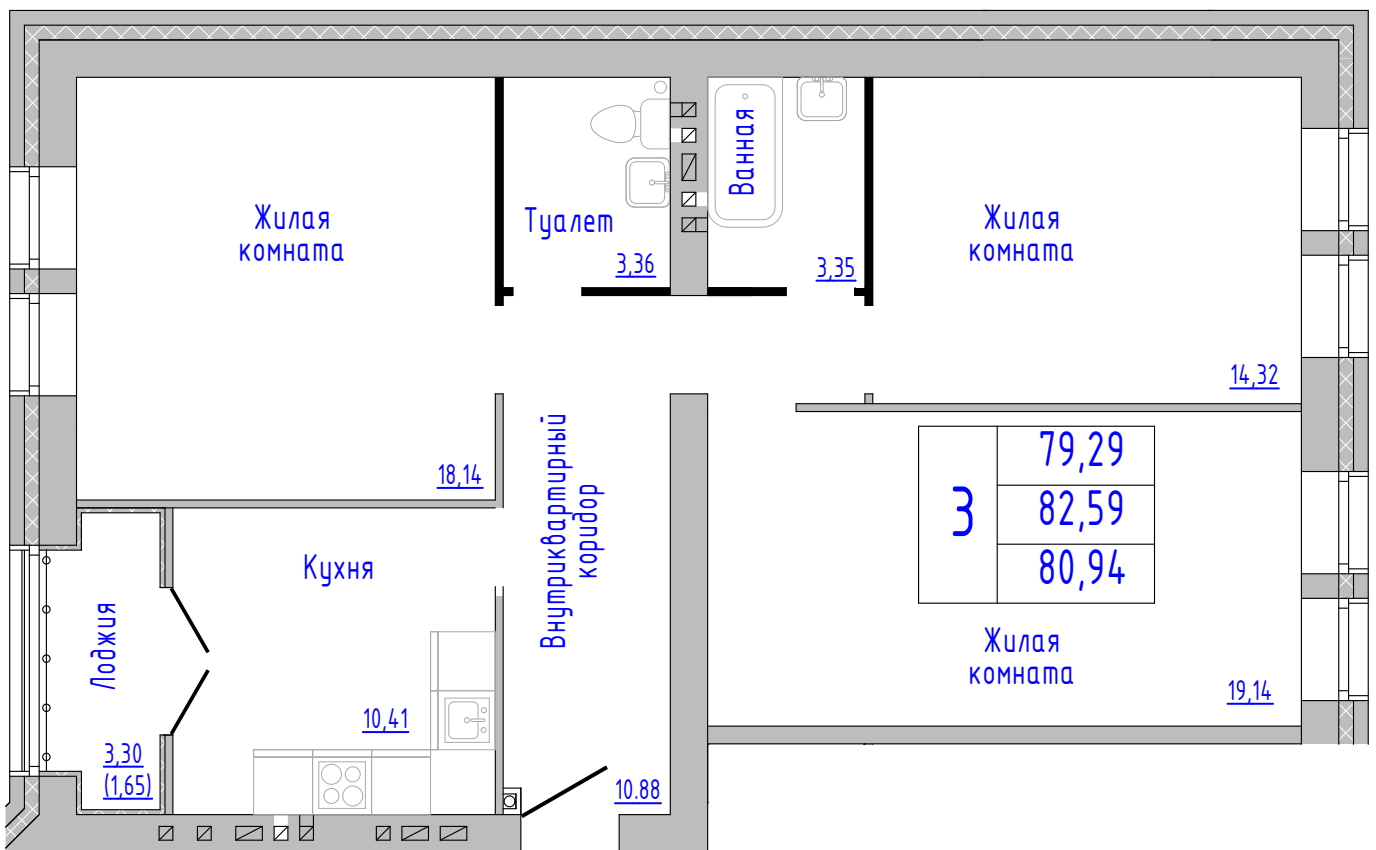 Жилая
комната
18,14
Туалет
3,36
Ванная
3,35
Жилая
комната
14,32
Внутриквартирный
коридор
10.88
Кухня
10,41
Лоджия
3,30
(1,65)
3
79,29
82,59
80,94
Жилая
комната
19,14